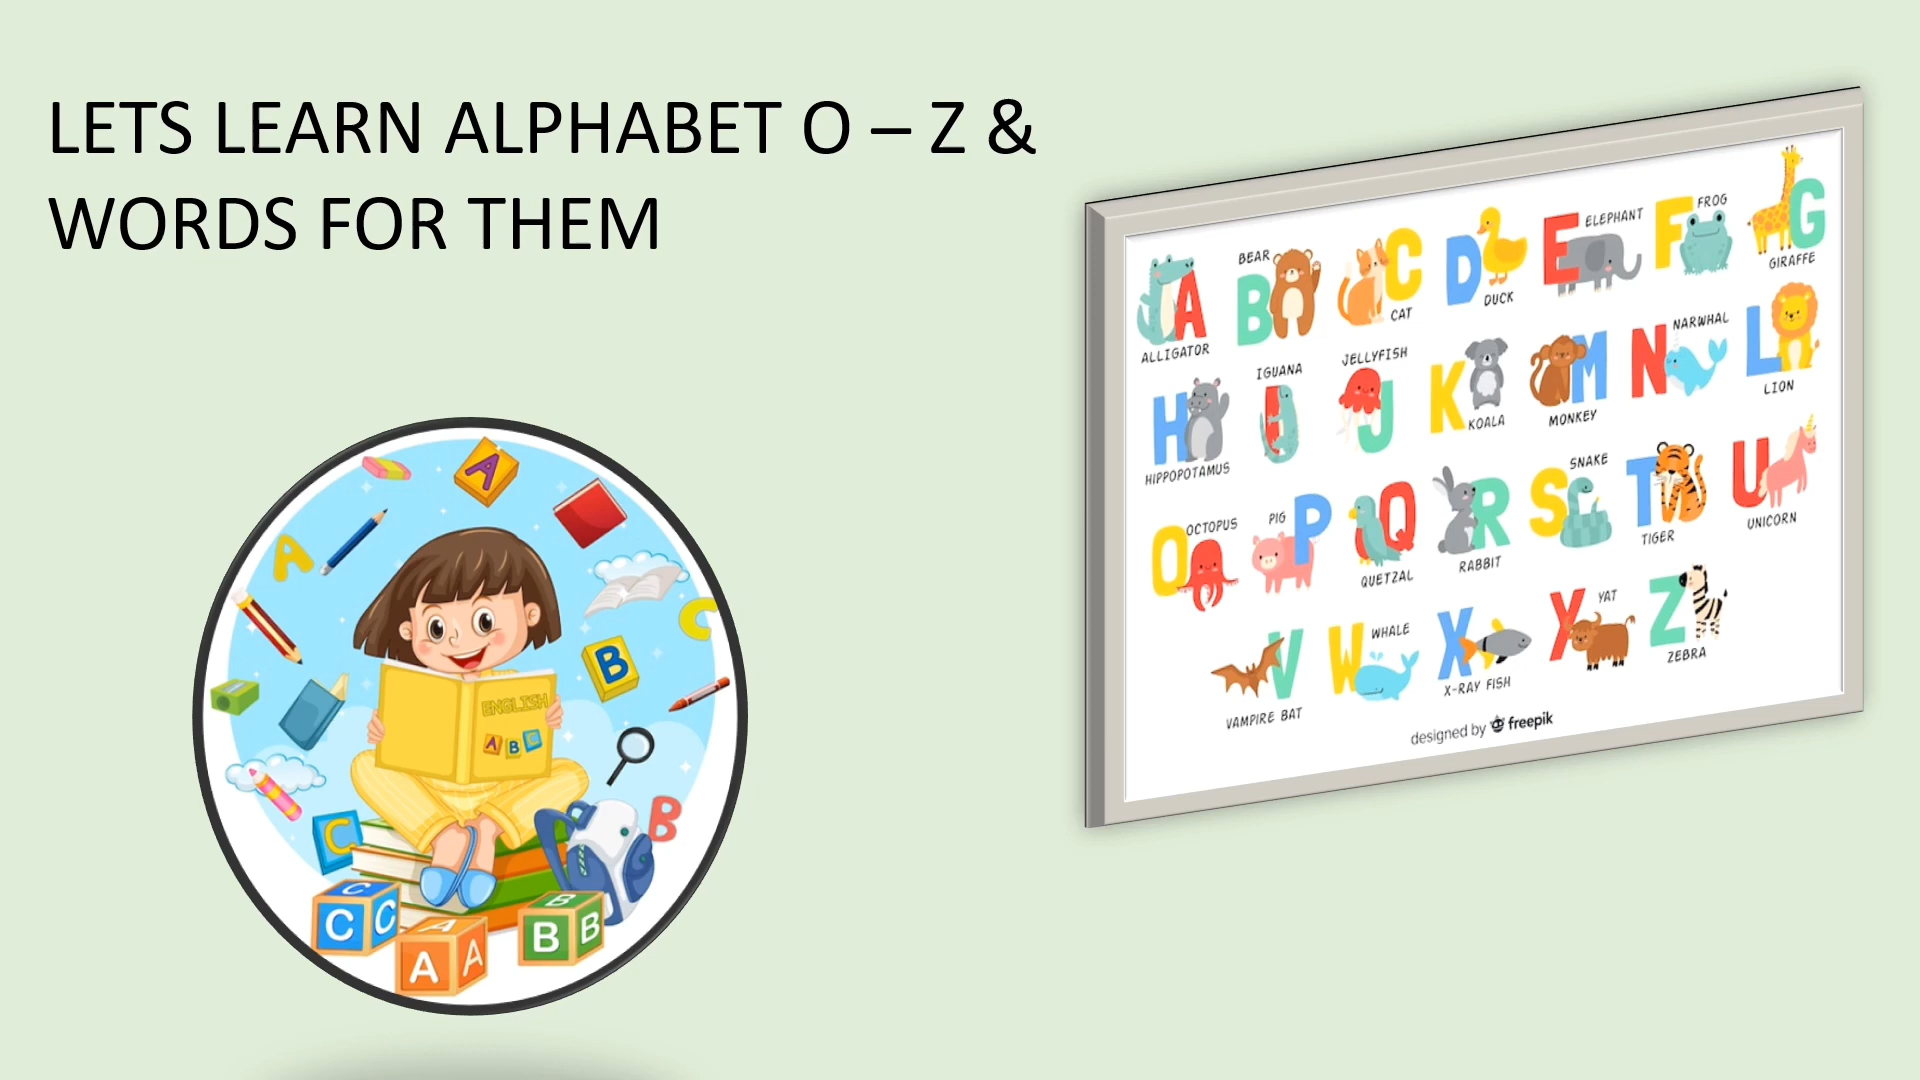 LETS LEARN ALPHABET O – Z &
WORDS FOR THEM
A
ALLIGATOR
BEAR
B
C
CAT
D
DUCK
E
ELEPHANT
F
FROG
G
GIRAFFE
H
HIPPOPOTAMUS
IGUANA
I
JELLYFISH
J
K
KOALA
M
MONKEY
N
NARWHAL
L
LION
O
OCTOPUS
PIG
P
Q
QUETZAL
R
RABBIT
S
SNAKE
T
TIGER
U
UNICORN
V
VAMPIRE BAT
W
WHALE
X
X-RAY FISH
Y
YAT
Z
ZEBRA
designed by freepik
A
A
C
B
ENGLISH
A B C
B
C
C
C C
A
A A
B
B B